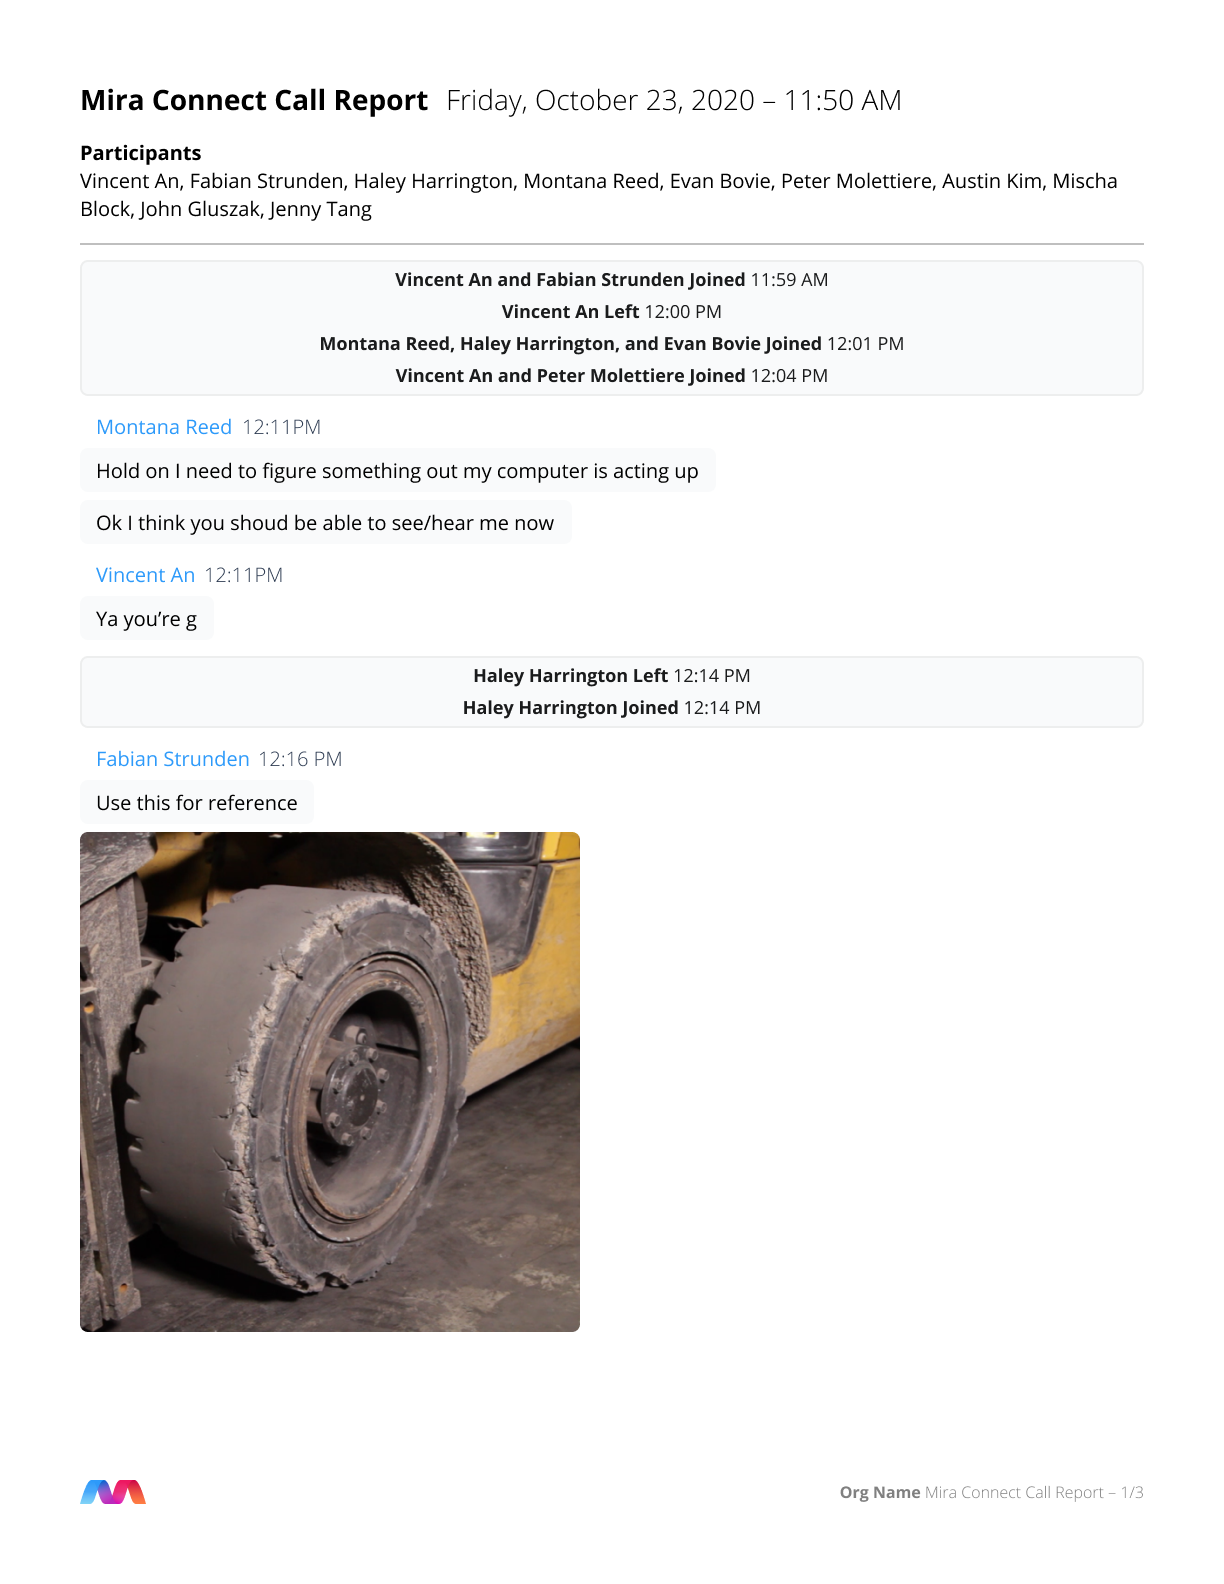 Mira Connect Call Report Friday, October 23, 2020 – 11:50 AM
Participants
Vincent An, Fabian Strunden, Haley Harrington, Montana Reed, Evan Bovie, Peter Molettiere, Austin Kim, Mischa
Block, John Gluszak, Jenny Tang
Vincent An and Fabian Strunden Joined 11:59 AM
Vincent An Left 12:00 PM
Montana Reed, Haley Harrington, and Evan Bovie Joined 12:01 PM
Vincent An and Peter Molettiere Joined 12:04 PM
Montana Reed 12:11PM
Hold on I need to figure something out my computer is acting up
Ok I think you shoud be able to see/hear me now
Vincent An 12:11PM
Ya you’re g
Haley Harrington Left 12:14 PM
Haley Harrington Joined 12:14 PM
Fabian Strunden 12:16 PM
Use this for reference
Org Name Mira Connect Call Report – 1/3